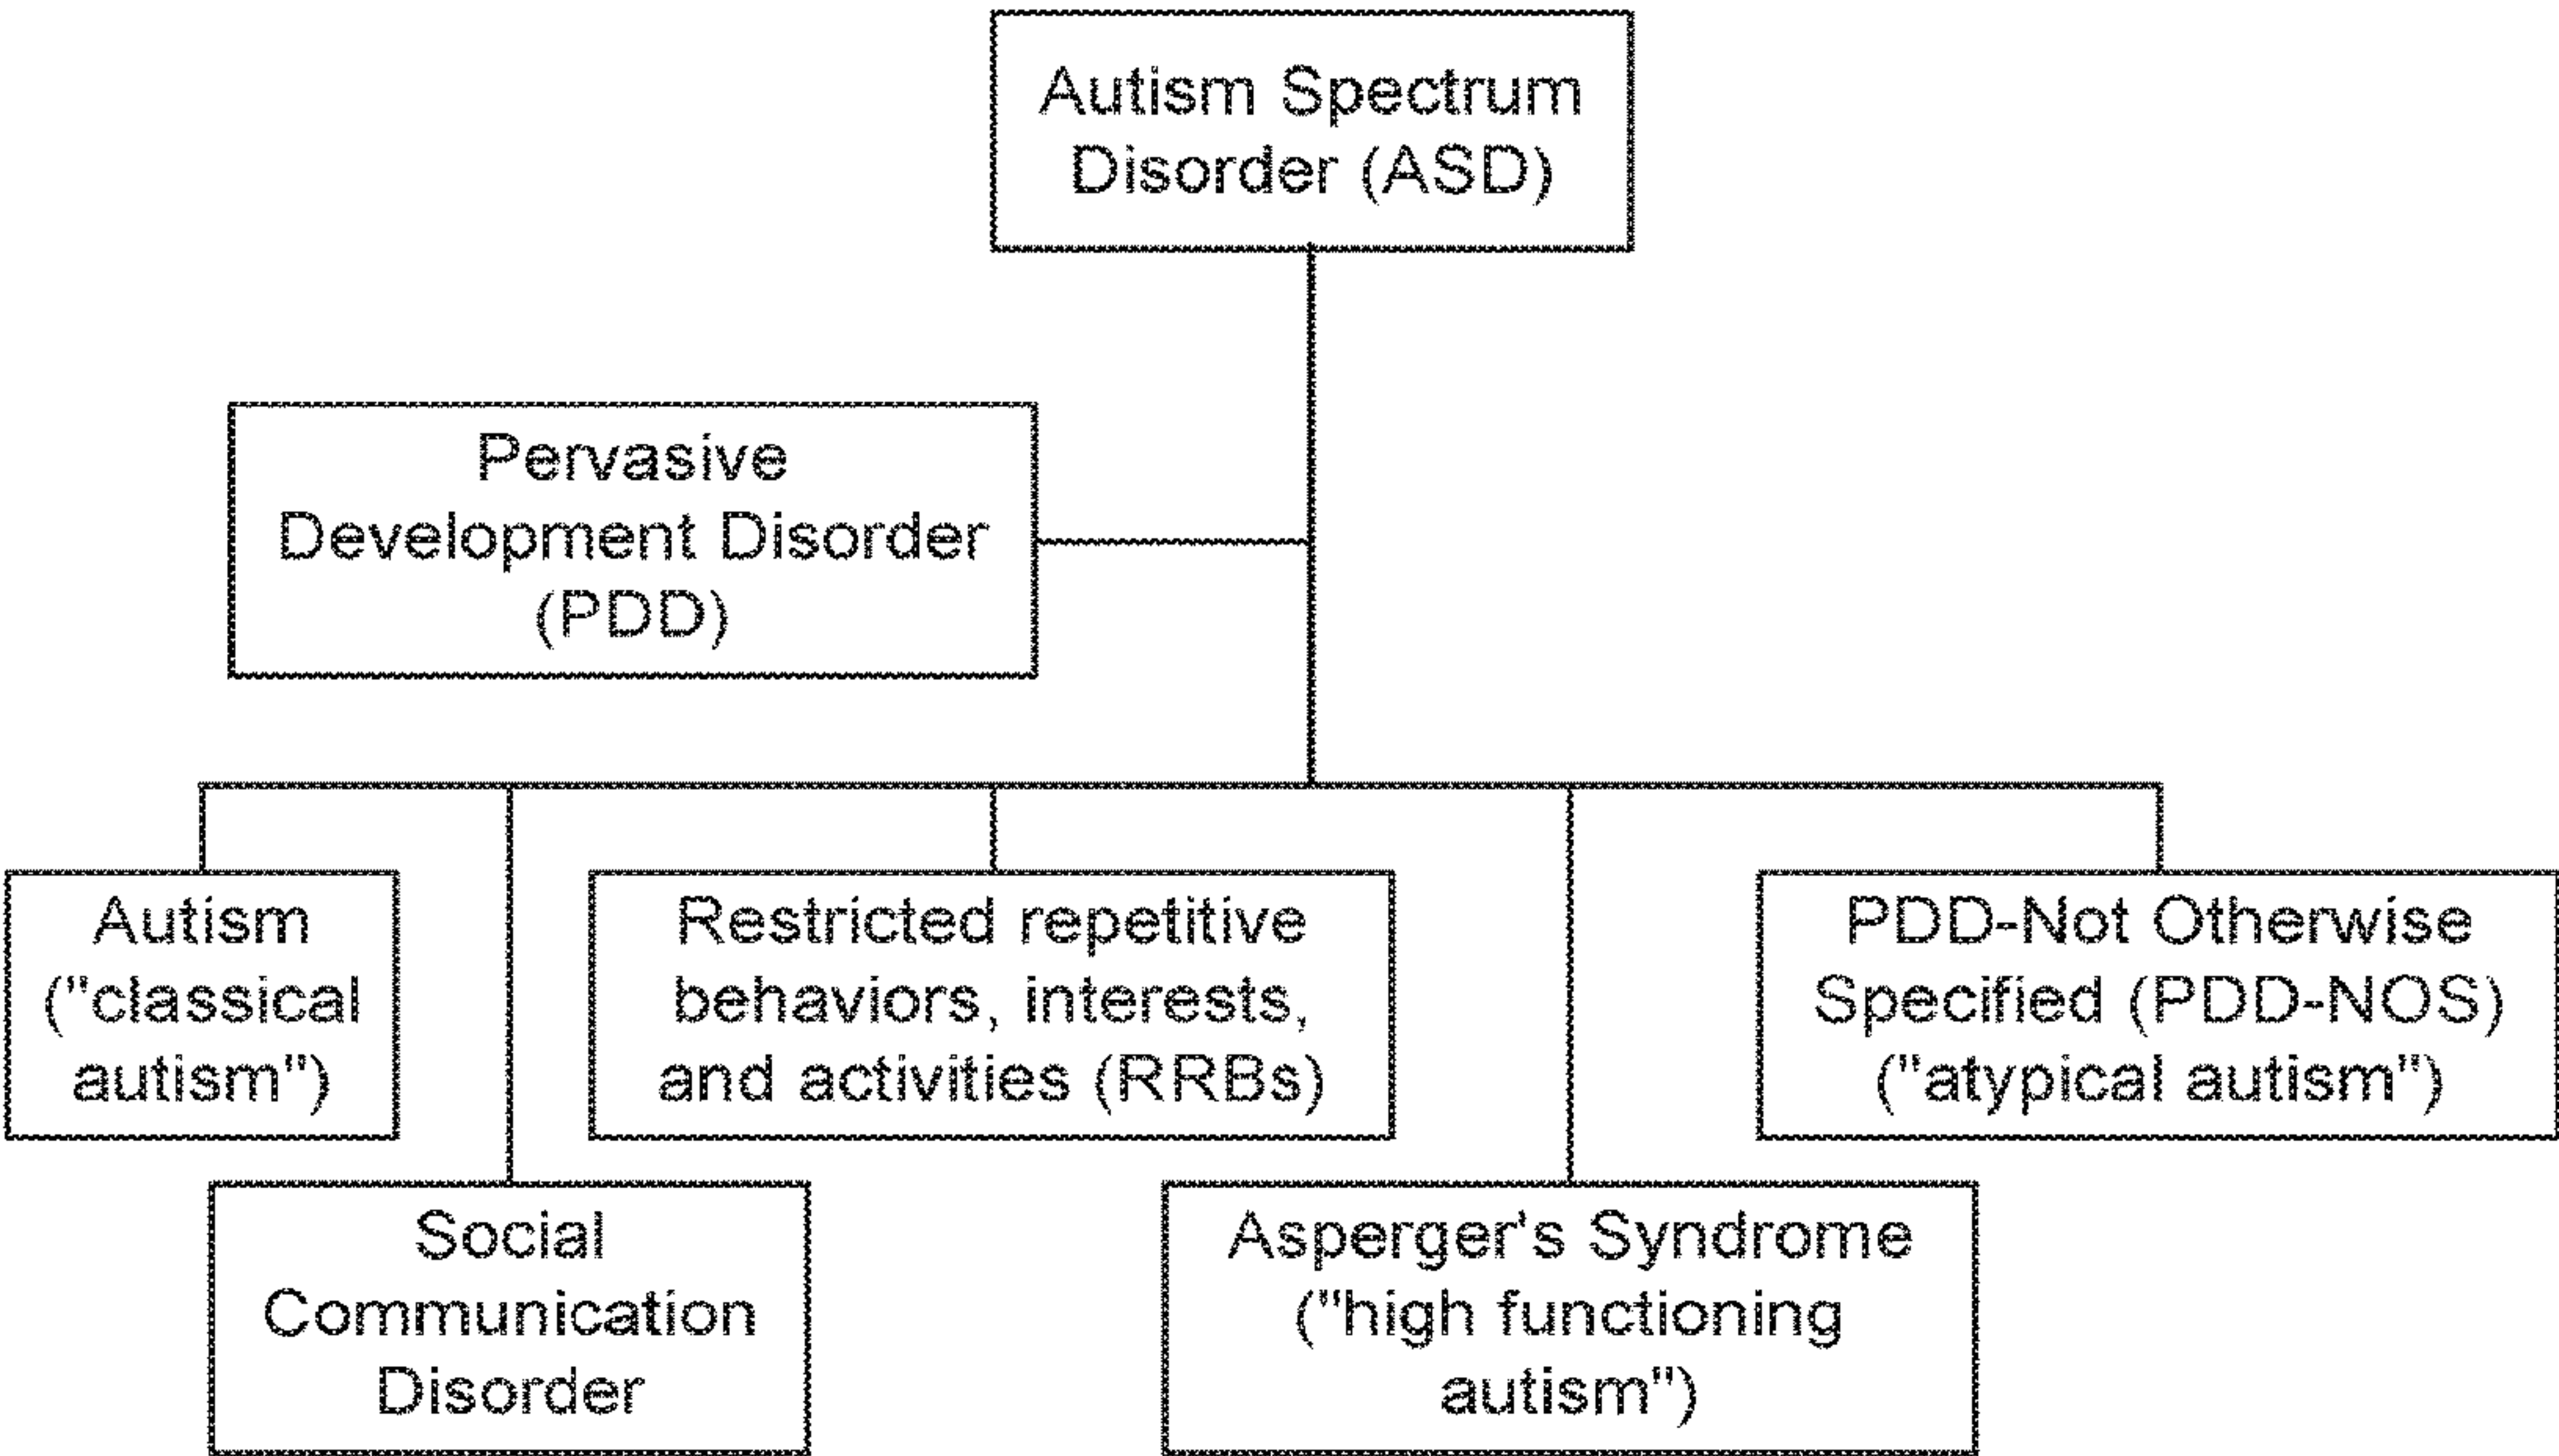 Autism Spectrum
Disorder (ASD)
Pervasive
Development Disorder
(PDD)
Autism
("classical
autism")
Restricted repetitive
behaviors, interests,
and activities (RRBs)
PDD-Not Otherwise
Specified (PDD-NOS)
("atypical autism")
Social
Communication
Disorder
Asperger's Syndrome
("high functioning
autism")